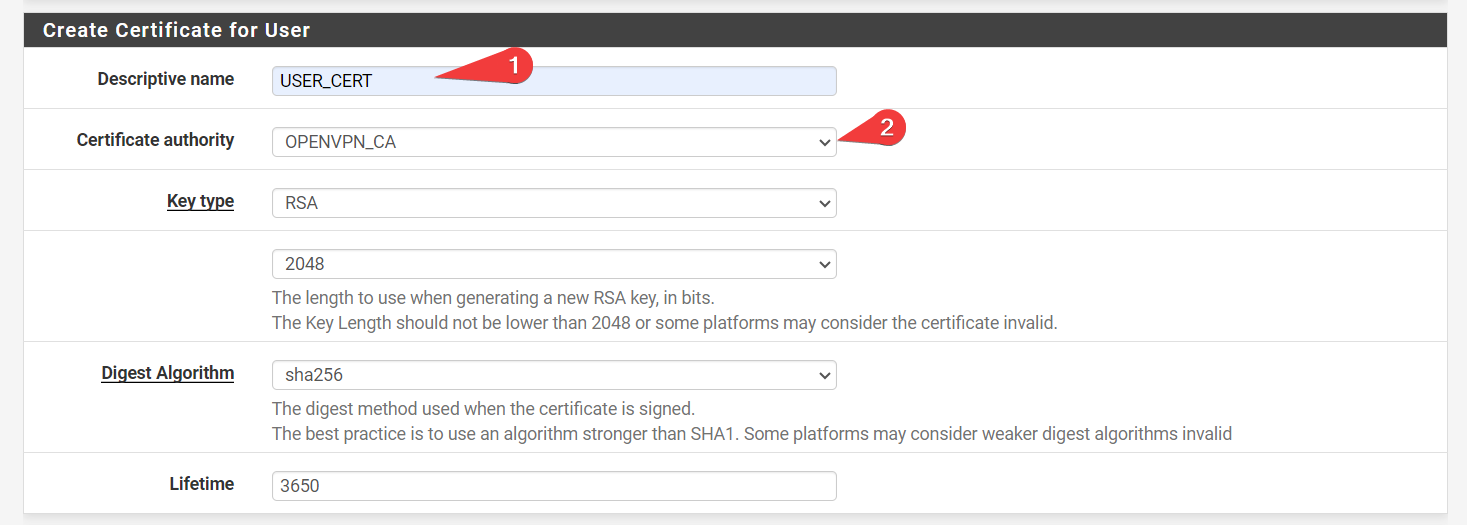 Create Certificate for User
Descriptive name USER_CERT 1
Certificate authority OPENVPN_CA 2
Key type RSA
2048
The length to use when generating a new RSA key, in bits.
The Key Length should not be lower than 2048 or some platforms may consider the certificate invalid.
Digest Algorithm sha256
The digest method used when the certificate is signed.
The best practice is to use an algorithm stronger than SHA1. Some platforms may consider weaker digest algorithms invalid
Lifetime 3650